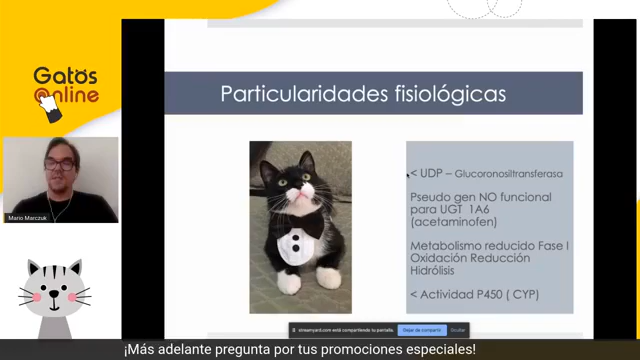 Gatos
Online
Particularidades fisiológicas
< UDP – Glucoronosiltransferasa
Pseudo gen NO funcional
para UGT 1A6
(acetaminofen)
Metabolismo reducido Fase I
Oxidación Reducción
Hidrólisis
< Actividad P450 ( CYP)
Mario Marczuk
streamyard.com está compartiendo tu pantalla.
Dejar de compartir
Ocultar
¡Más adelante pregunta por tus promociones especiales!